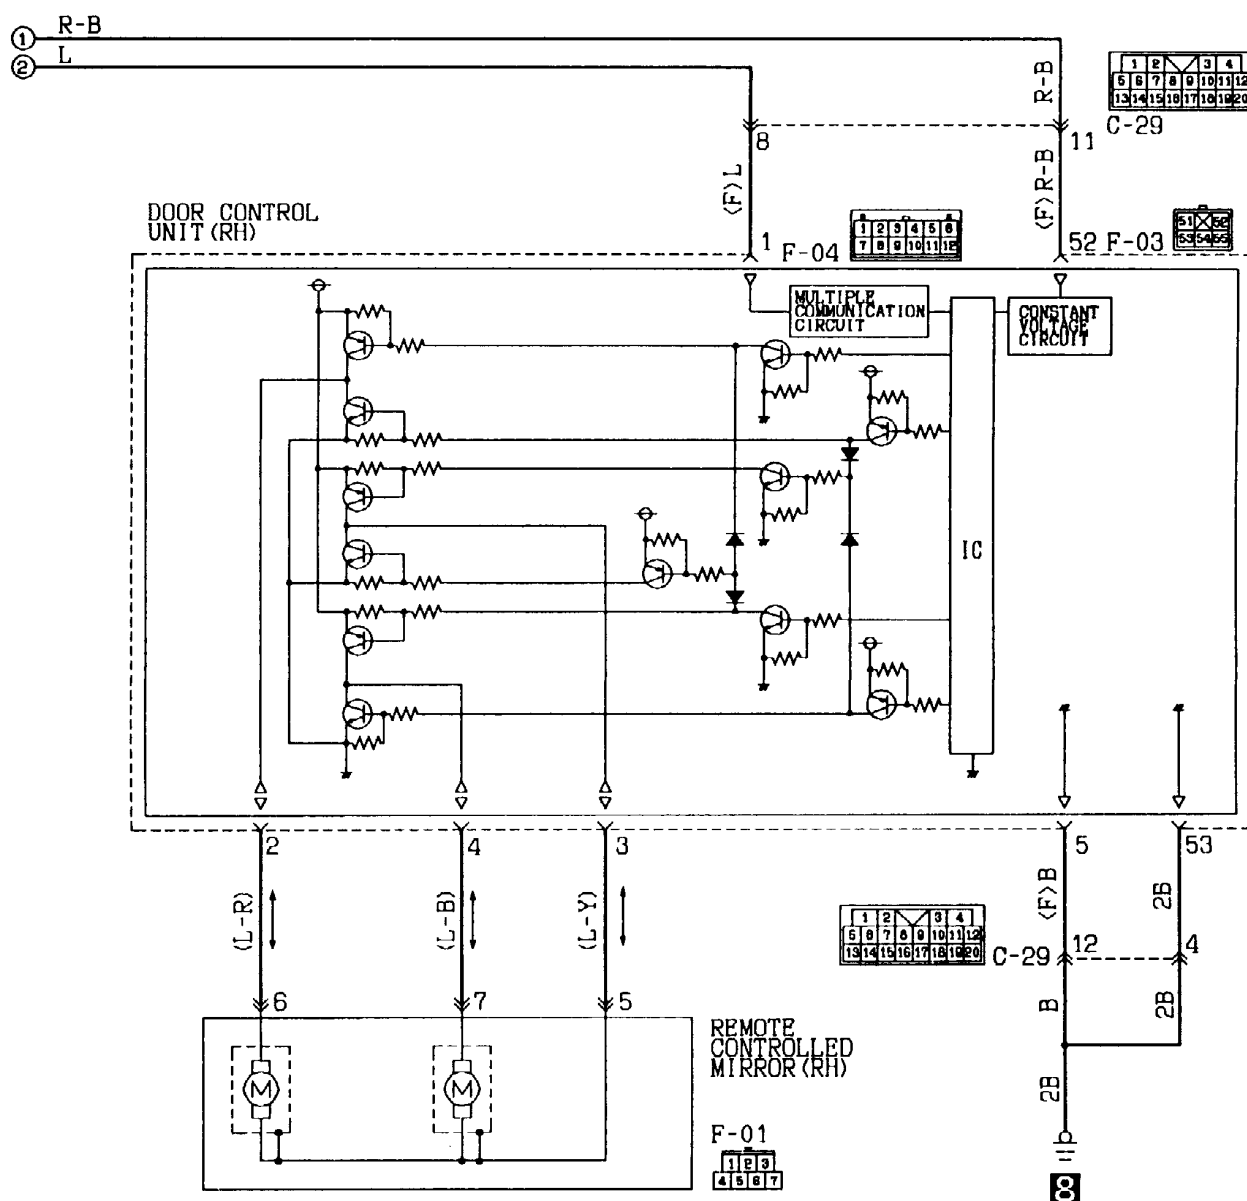 ① R-B
② L
R-B
1 2 3 4
5 6 7 8 9 10 11 12
13 14 15 16 17 18 19 20
C-29
8
11
<F>L
<F>R-B
DOOR CONTROL
UNIT(RH)
1
F-04
1 2 3 4 5 6
7 8 9 10 11 12
52
F-03
51 52
53 54 55
MULTIPLE
COMMUNICATION
CIRCUIT
CONSTANT
VOLTAGE
CIRCUIT
IC
2
4
3
5
53
(L-R)
(L-B)
(L-Y)
<F>B
2B
1 2 3 4
5 6 7 8 9 10 11 12
13 14 15 16 17 18 19 20
C-29
12
4
6
7
5
B
2B
REMOTE
CONTROLLED
MIRROR(RH)
M
M
2B
F-01
1 2 3
4 5 6 7
8